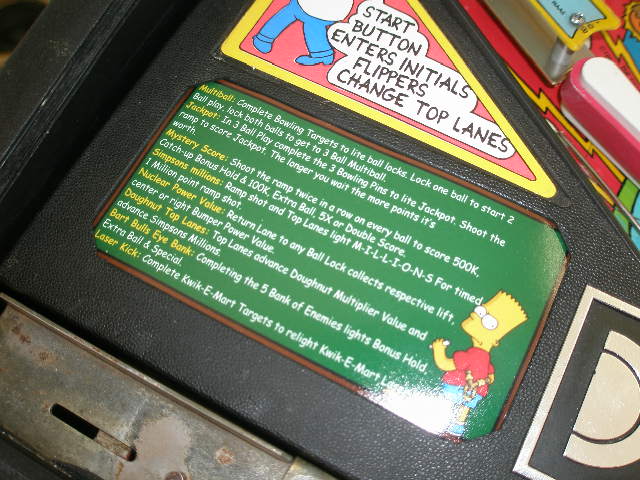 START
BUTTON
ENTERS INITIALS
FLIPPERS
CHANGE TOP LANES
Multiball: Complete Bowling Targets to lite ball locks. Lock one ball to start 2
Ball play, lock both balls to get to 3 Ball Multiball.
Jackpot: In 3 Ball Play complete the 3 Bowling Pins to lite Jackpot. Shoot the
ramp to score Jackpot. The longer you wait the more points it's
worth.
Mystery Score: Shoot the ramp twice in a row on every ball to score 500K,
Catch-up Bonus Hold & 100K, Extra Ball, 5X or Double Score.
Simpsons millions: Ramp shot and Top Lanes light M-I-L-L-I-O-N-S For timed
1 Million point ramp shot.
Nuclear Power Value: Return Lane to any Ball Lock collects respective lift,
center or right Bumper Power Value.
Doughnut Top Lanes: Top Lanes advance Doughnut Multiplier Value and
advance Simpsons Millions.
Bart Bulls Eye Bank: Completing the 5 Bank of Enemies lights Bonus Hold,
Extra Ball & Special.
Laser Kick: Complete Kwik-E-Mart Targets to relight Kwik-E-Mart